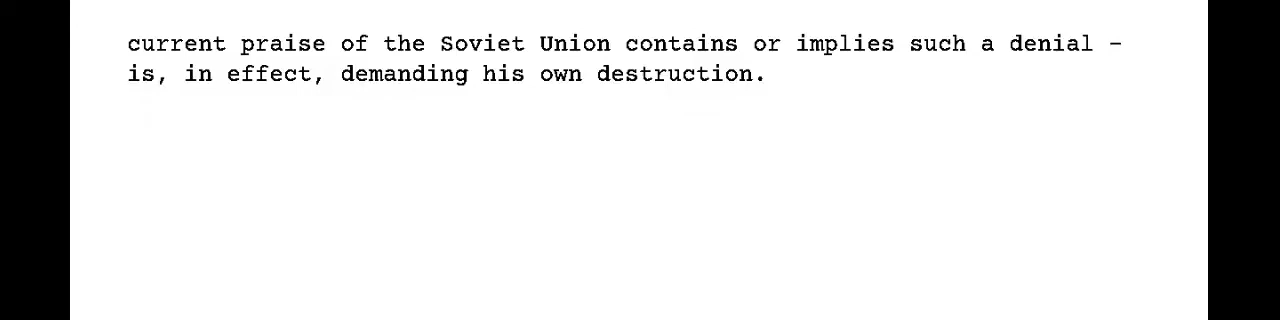 current praise of the Soviet Union contains or implies such a denial –
is, in effect, demanding his own destruction.